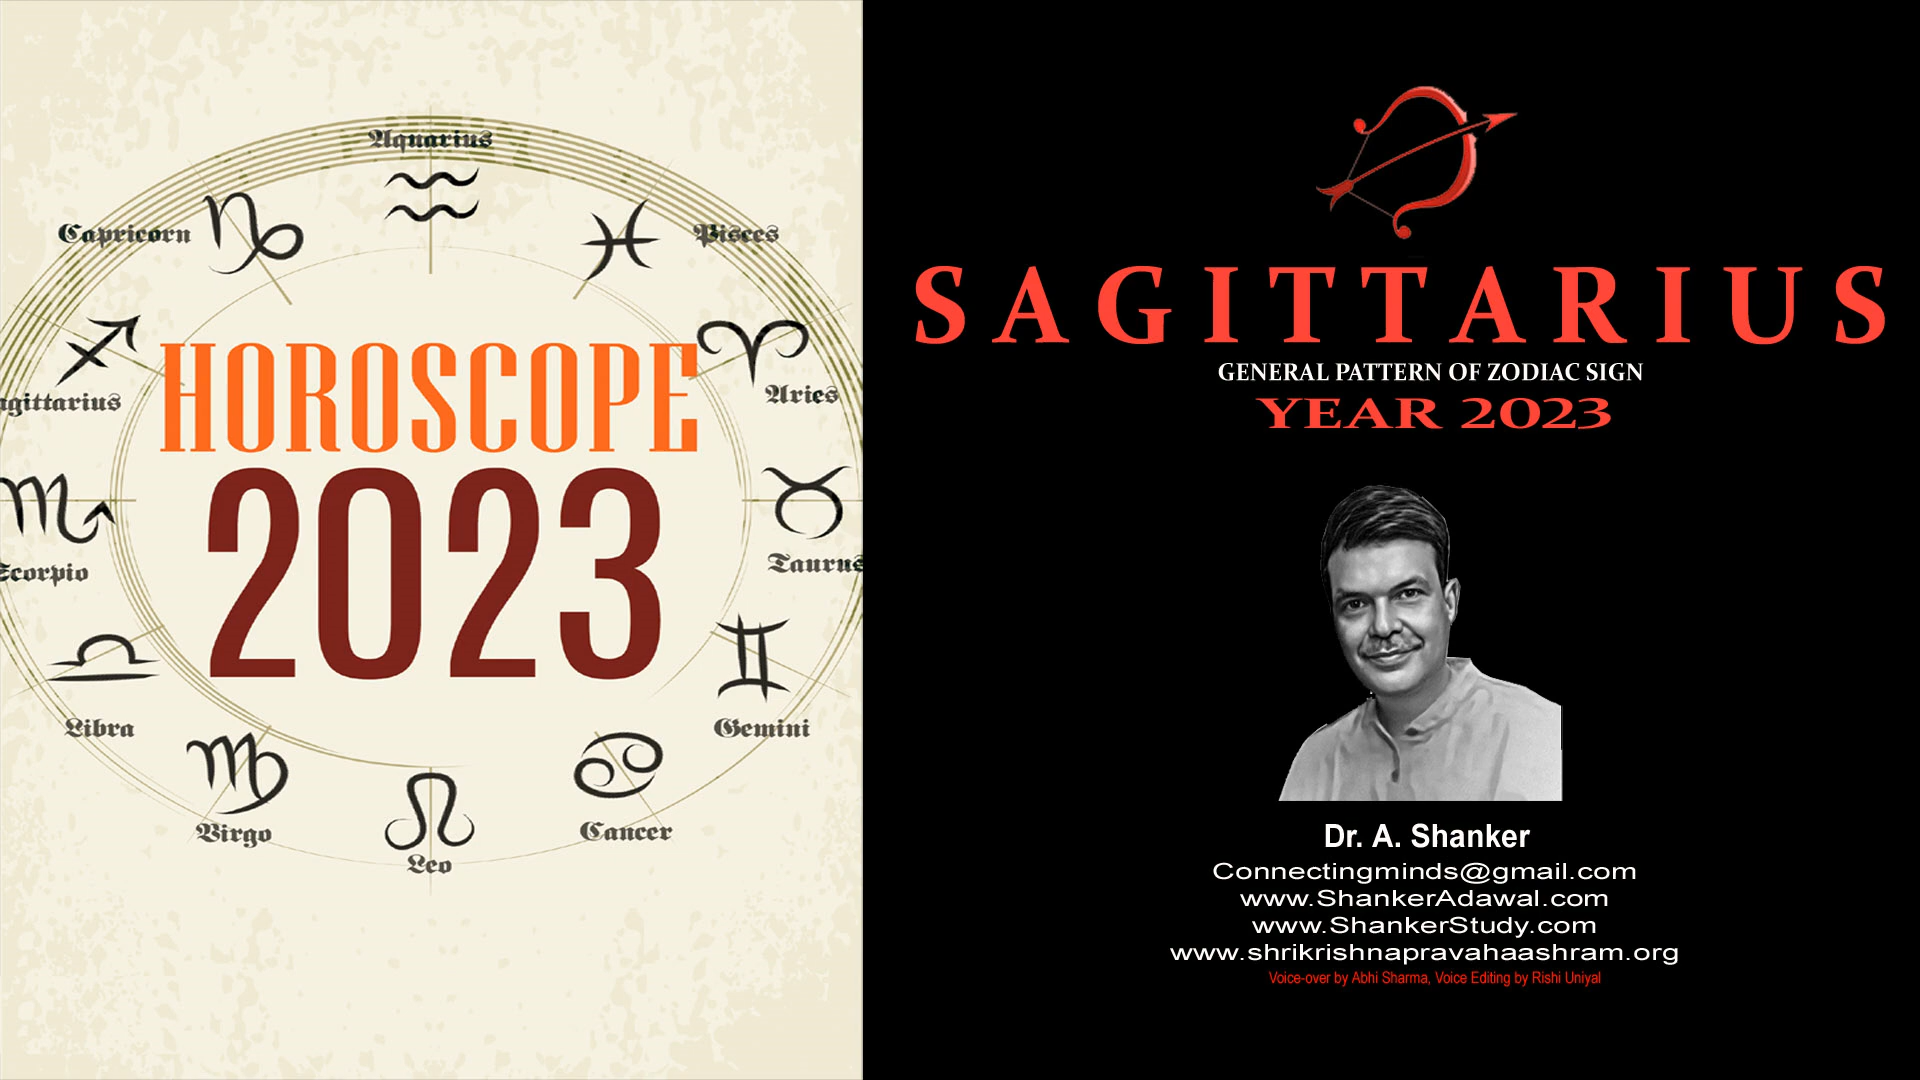 Aquarius
Capricorn
Pisces
HOROSCOPE
2023
agittarius
Aries
Scorpio
Taurus
Libra
Gemini
Virgo
Cancer
Leo
SAGITTARIUS
GENERAL PATTERN OF ZODIAC SIGN
YEAR 2023
Dr. A. Shanker
Connectingminds@gmail.com
www.ShankerAdawal.com
www.ShankerStudy.com
www.shrikrishnapravahaashram.org
Voice-over by Abhi Sharma, Voice Editing by Rishi Uniyal